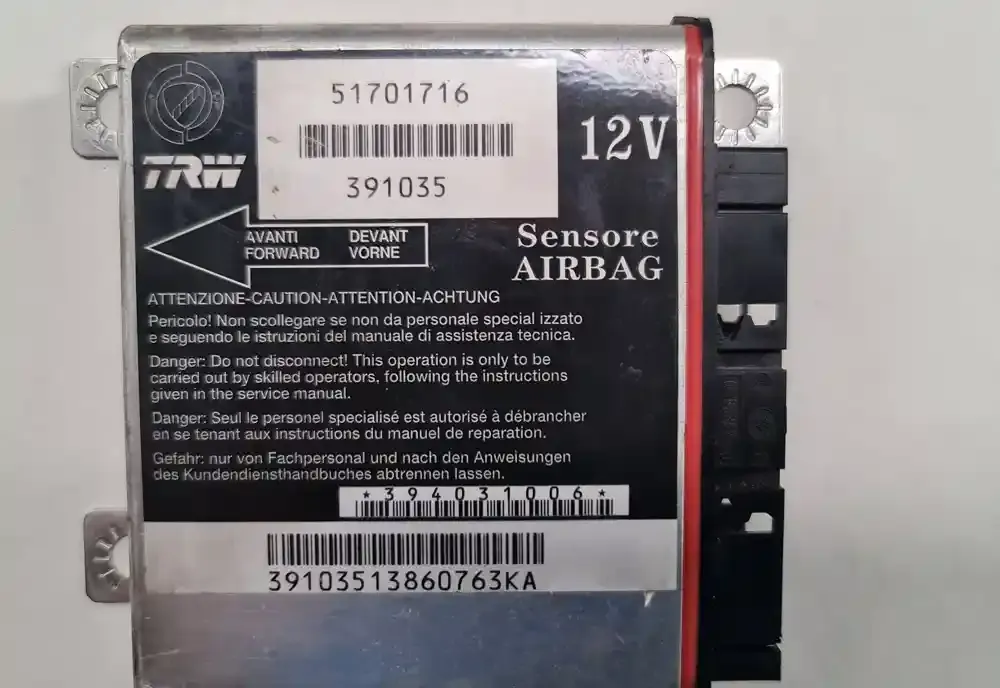 51701716
391035
TRW
12V
AVANTI DEVANT
FORWARD VORNE
Sensore
AIRBAG
ATTENZIONE-CAUTION-ATTENTION-ACHTUNG
Pericolo! Non scollegare se non da personale special izzato
e seguendo le istruzioni del manuale di assistenza tecnica.
Danger: Do not disconnect! This operation is only to be
carried out by skilled operators, following the instructions
given in the service manual.
Danger: Seul le personel specialisé est autorisé à débrancher
en se tenant aux instructions du manuel de reparation.
Gefahr: nur von Fachpersonal und nach den Anweisungen
des Kundendiensthandbuches abtrennen lassen.
*394031006*
39103513860763KA